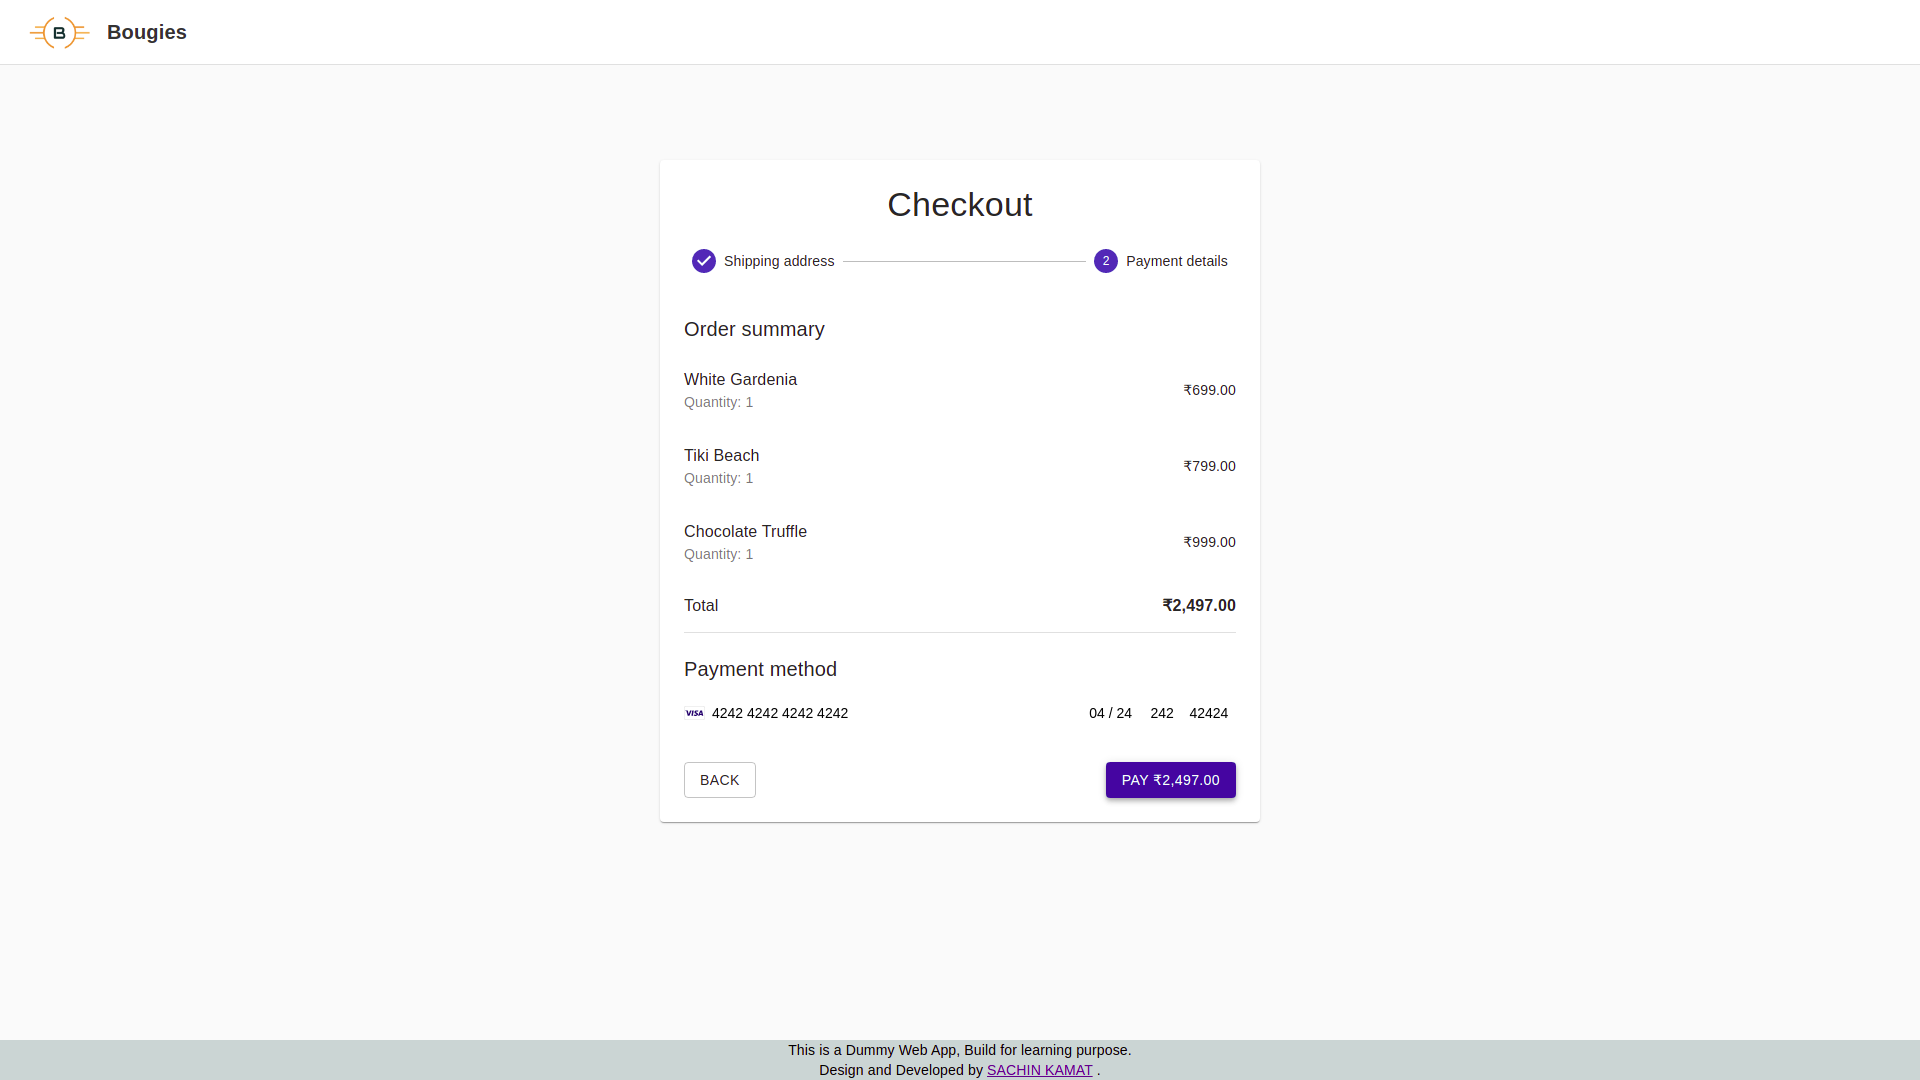 B Bougies
Checkout
Shipping address
2 Payment details
Order summary
White Gardenia
Quantity: 1
₹699.00
Tiki Beach
Quantity: 1
₹799.00
Chocolate Truffle
Quantity: 1
₹999.00
Total ₹2,497.00
Payment method
VISA 4242 4242 4242 4242 04 / 24 242 42424
BACK PAY ₹2,497.00
This is a Dummy Web App, Build for learning purpose.
Design and Developed by SACHIN KAMAT .